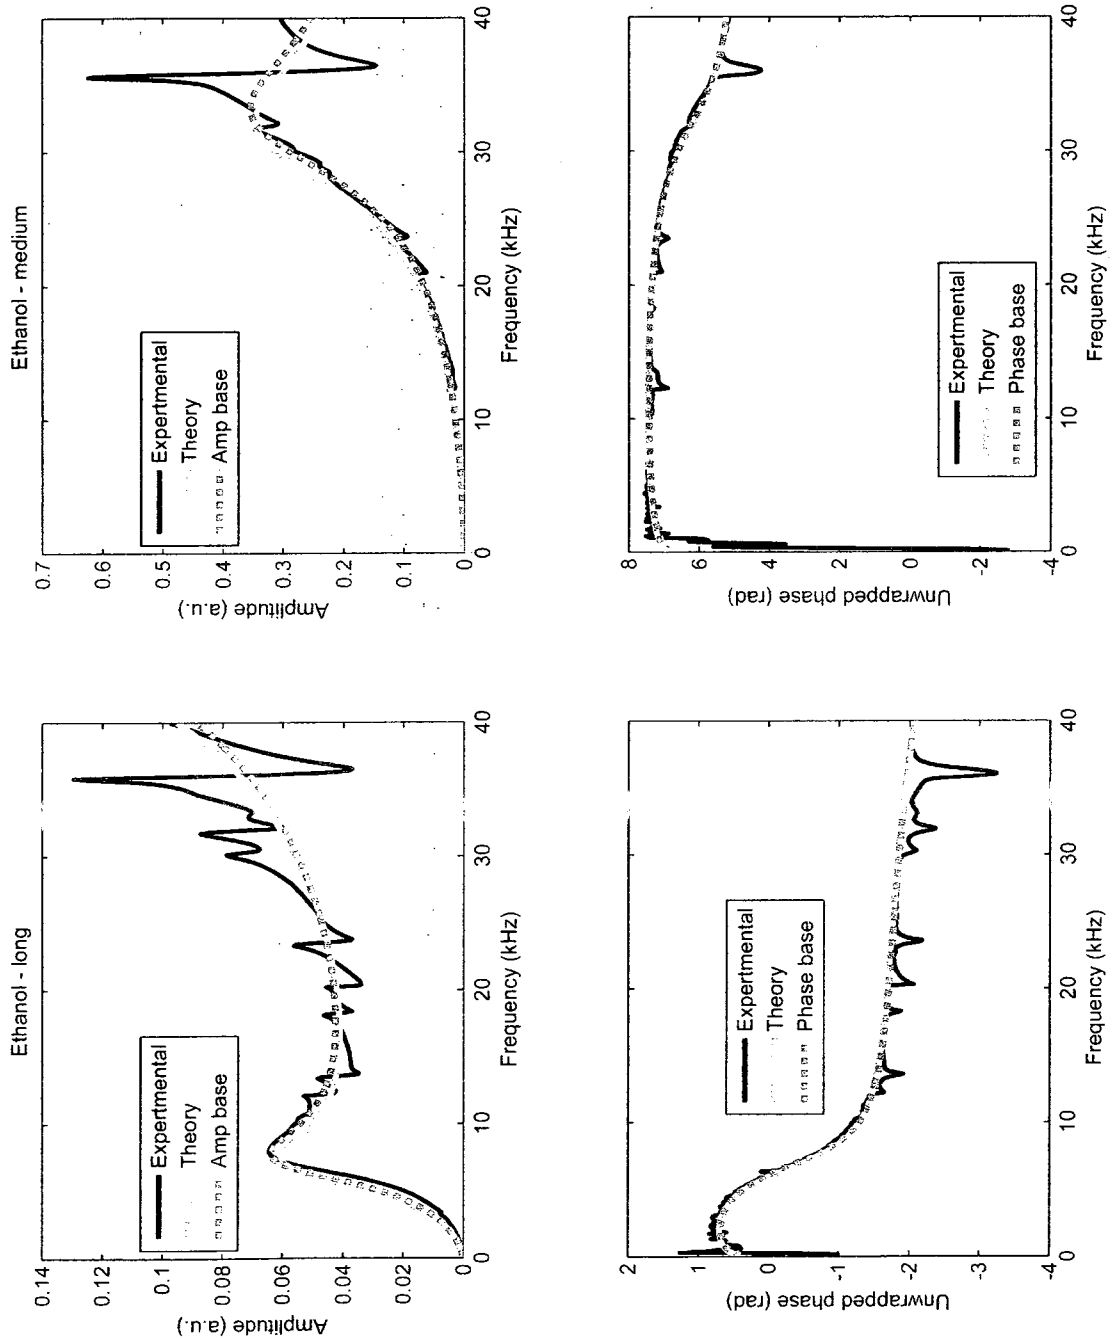 Ethanol - long
Amplitude (a.u.)
0.14
0.12
0.1
0.08
0.06
0.04
0.02
0
Expertmental
Theory
Amp base
0
10
20
30
40
Frequency (kHz)
Ethanol - medium
Amplitude (a.u.)
0.7
0.6
0.5
0.4
0.3
0.2
0.1
0
Expertmental
Theory
Amp base
0
10
20
30
40
Frequency (kHz)
Unwrapped phase (rad)
2
1
0
-1
-2
-3
-4
Expertmental
Theory
Phase base
0
10
20
30
40
Frequency (kHz)
Unwrapped phase (rad)
8
6
4
2
0
-2
-4
Expertmental
Theory
Phase base
0
10
20
30
40
Frequency (kHz)